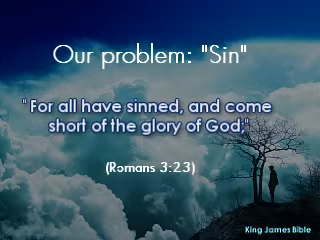 Our problem: "Sin"
"For all have sinned, and come
short of the glory of God;"
(Romans 3:23)
King James Bible